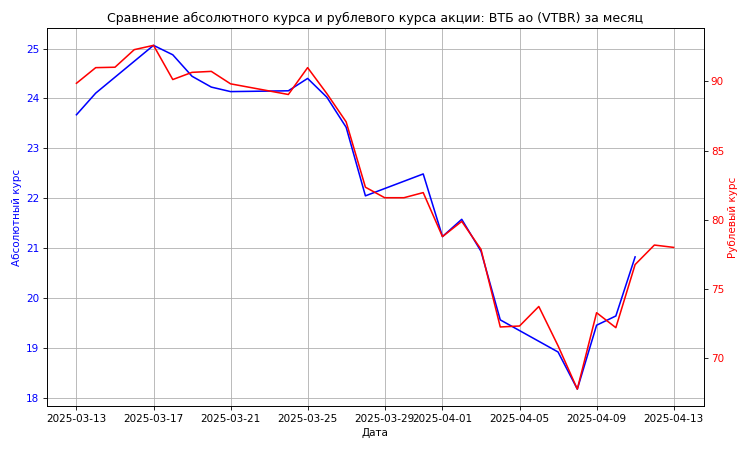 Сравнение абсолютного курса и рублевого курса акции: ВТБ ао (VTBR) за месяц
25
24
23
22
21
20
19
18
Абсолютный курс
90
85
80
75
70
Рублевый курс
2025-03-13 2025-03-17 2025-03-21 2025-03-25 2025-03-29 2025-04-01 2025-04-05 2025-04-09 2025-04-13
Дата